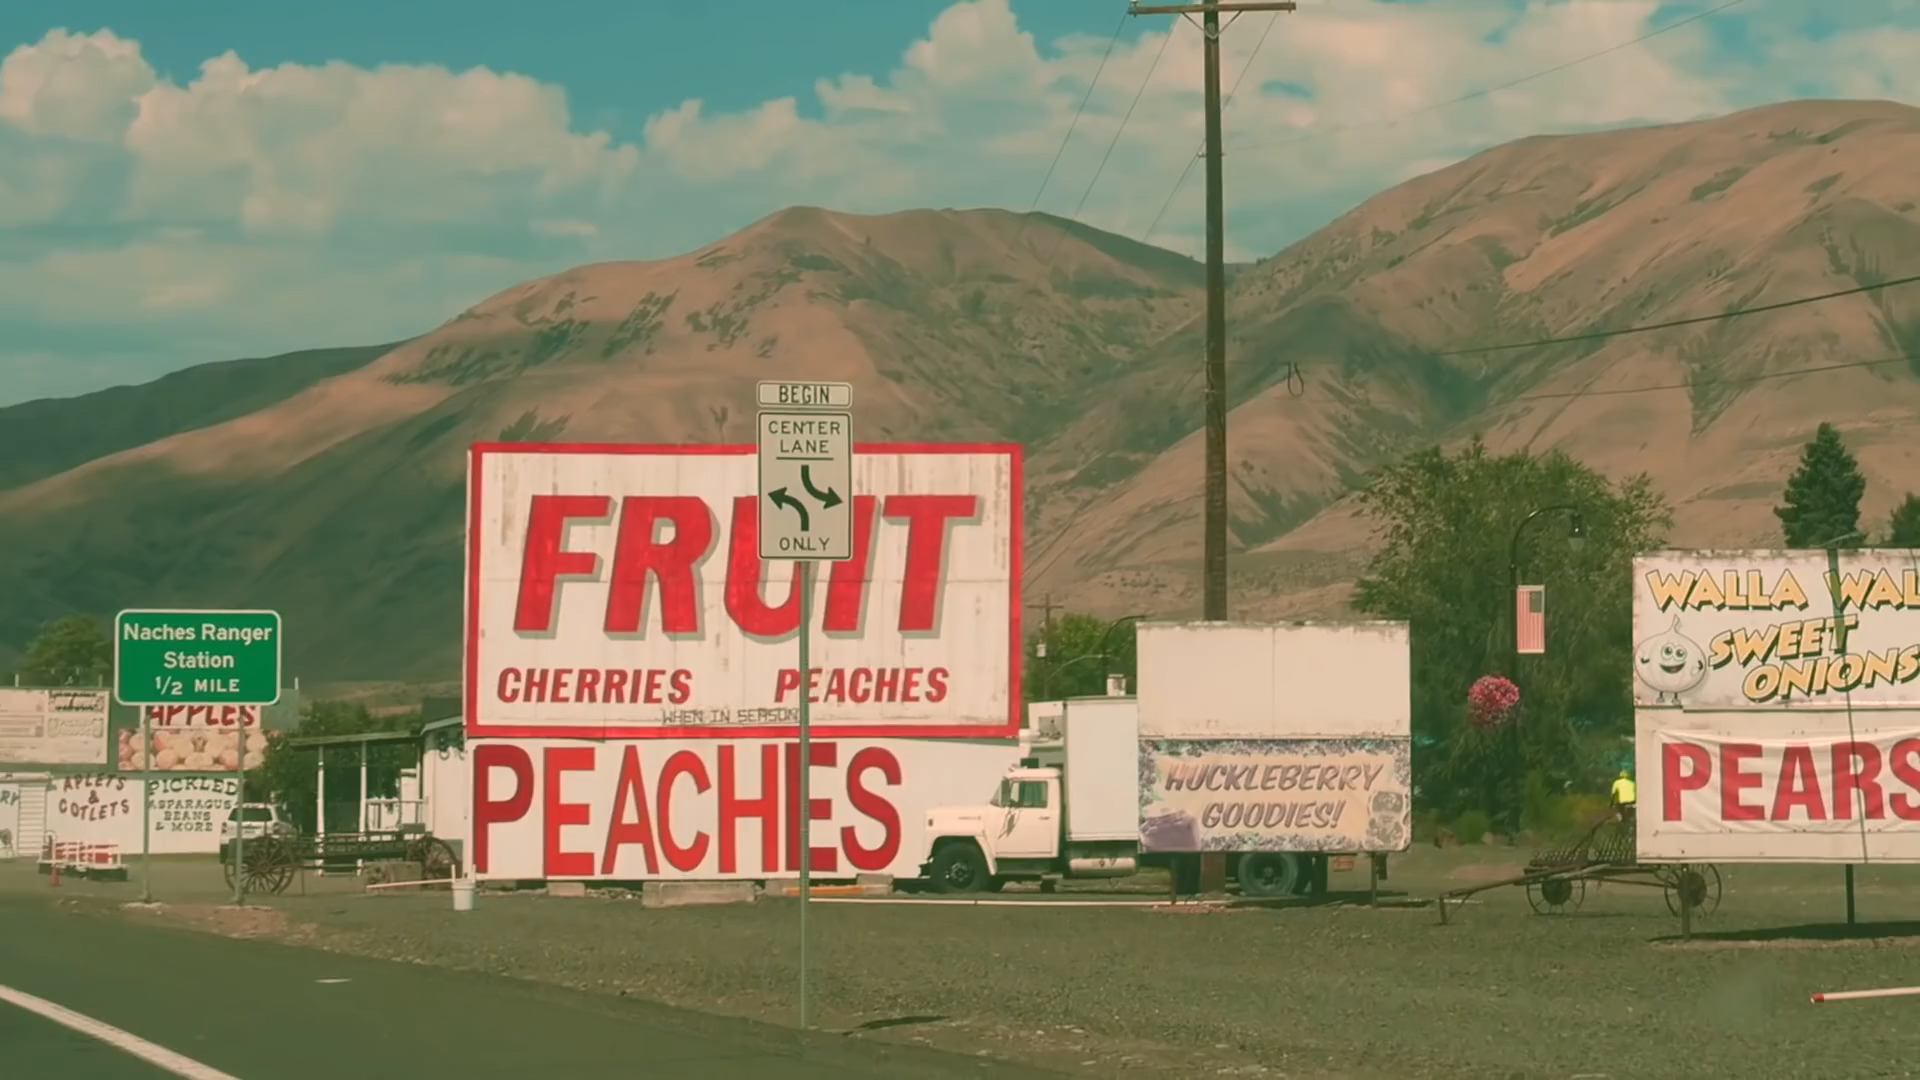 Naches Ranger
Station
1/2 MILE
APPLES
APLETS
&
COTLETS
PICKLED
ASPARAGUS
BEANS
& MORE
BEGIN
CENTER
LANE
ONLY
FRUIT
CHERRIES PEACHES
WHEN IN SEASON
PEACHES
HUCKLEBERRY
GOODIES!
WALLA WAL
SWEET
ONIONS
PEARS